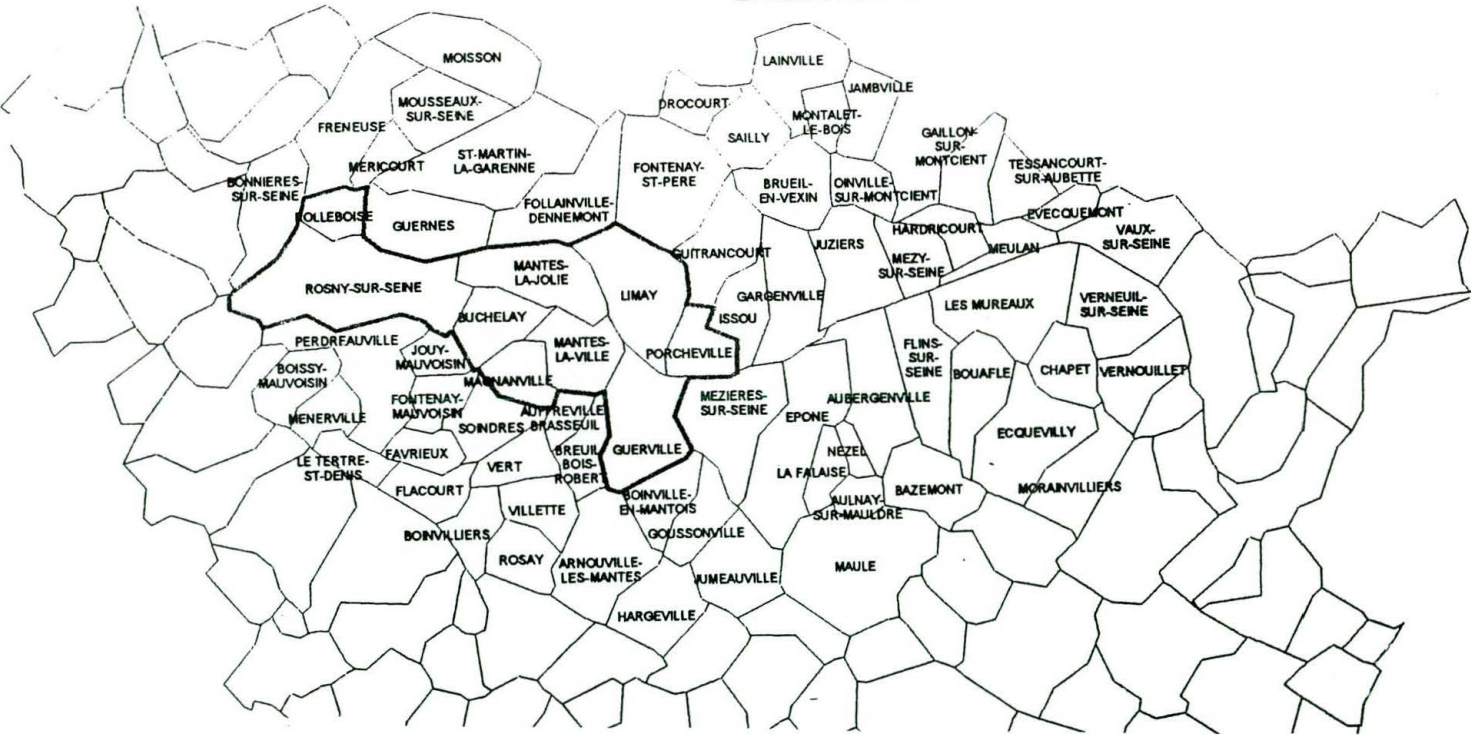 MOISSON
LAINVILLE
JAMBVILLE
DROCOURT
MOUSSEAUX-
SUR-SEINE
MONTALET-
LE-BOIS
FRENEUSE
SAILLY
GAILLON-
SUR-
MONTCIENT
MERICOURT
ST-MARTIN-
LA-GARENNE
FONTENAY-
ST-PERE
TESSANCOURT-
SUR-AUBETTE
BONNIERES-
SUR-SEINE
BRUEIL-
EN-VEXIN
OINVILLE-
SUR-MONTCIENT
ROLLEBOISE
GUERNES
FOLLAINVILLE-
DENNEMONT
EVECQUEMONT
HARDRICOURT
VAUX-
SUR-SEINE
GUITRANCOURT
JUZIERS
MEULAN
MEZY-
SUR-SEINE
MANTES-
LA-JOLIE
ROSNY-SUR-SEINE
LIMAY
GARGENVILLE
LES MUREAUX
VERNEUIL-
SUR-SEINE
BUCHELAY
ISSOU
PERDREAUVILLE
JOUY-
MAUVOISIN
MANTES-
LA-VILLE
PORCHEVILLE
FLINS-
SUR-
SEINE
BOISSY-
MAUVOISIN
MAGNANVILLE
BOUAFLE
CHAPET
VERNOUILLET
FONTENAY-
MAUVOISIN
MEZIERES-
SUR-SEINE
AUBERGENVILLE
MENERVILLE
SOINDRES
AUFFREVILLE
BRASSEUIL
EPONE
ECQUEVILLY
FAVRIEUX
BREUIL
BOIS-
ROBERT
GUERVILLE
NEZEL
LE TERTRE-
ST-DENIS
VERT
LA FALAISE
FLACOURT
BAZEMONT
MORAINVILLIERS
BOINVILLE-
EN-MANTOIS
AULNAY-
SUR-MAULDRE
VILLETTE
BOINVILLIERS
GOUSSONVILLE
ROSAY
ARNOUVILLE-
LES-MANTES
JUMEAUVILLE
MAULE
HARGEVILLE